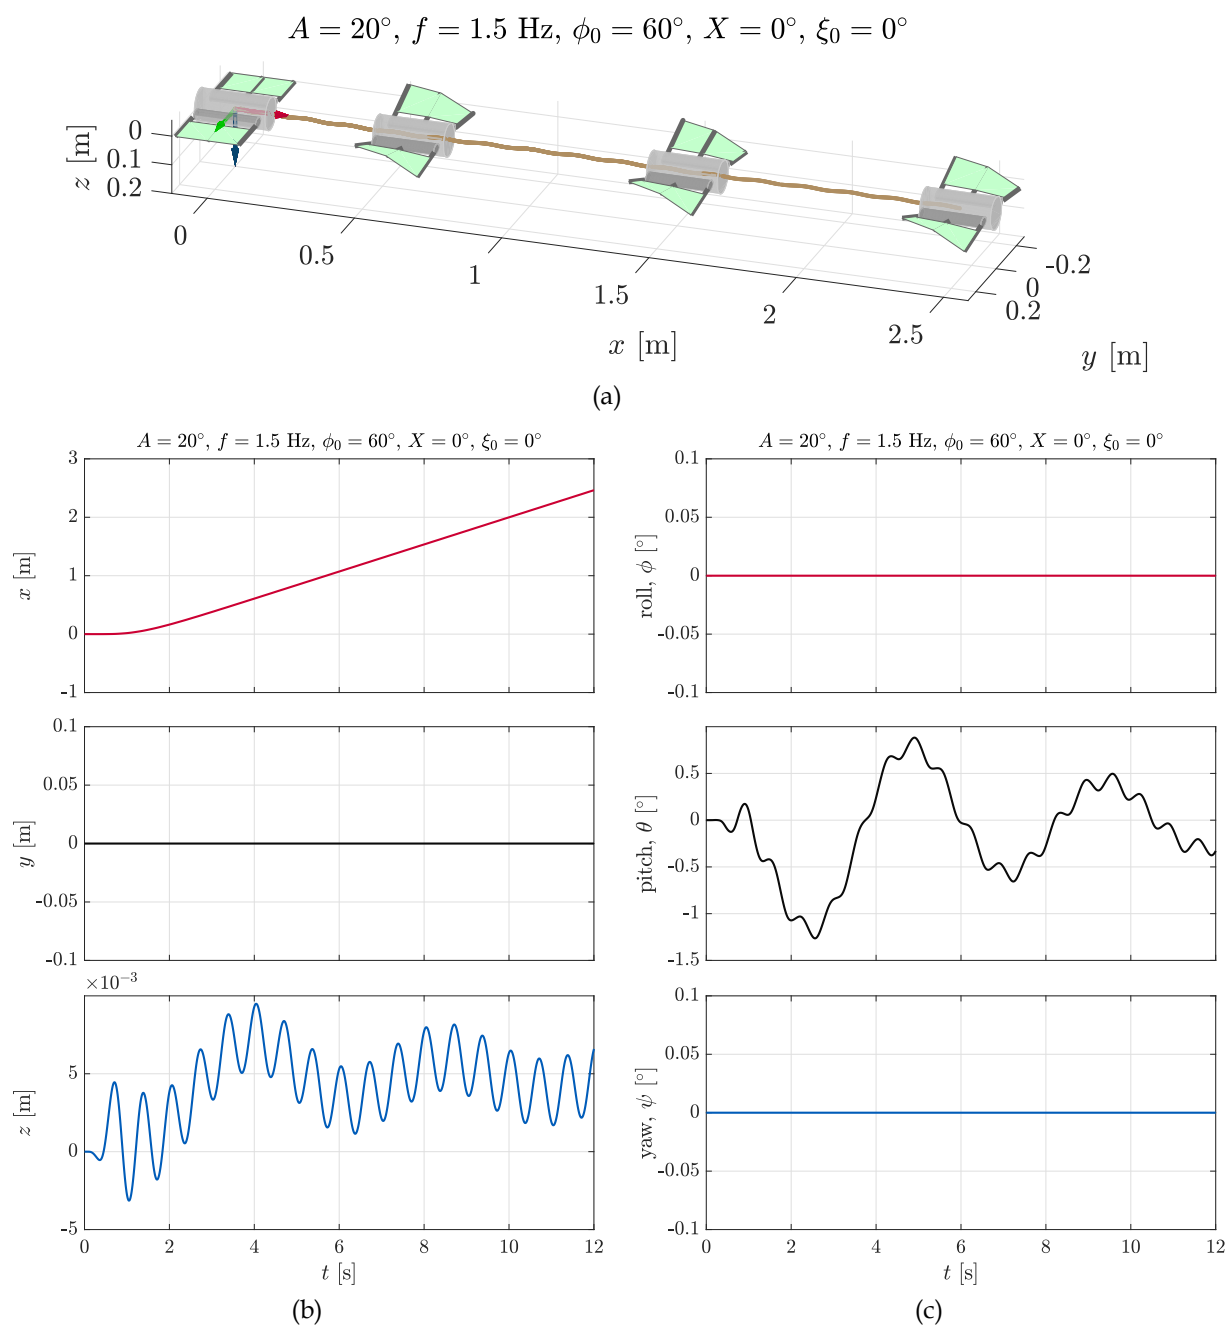 A = 20°, f = 1.5 Hz, ϕ₀ = 60°, X = 0°, ξ₀ = 0°
z [m]
0
0.1
0.2
0
0.5
1
1.5
2
2.5
-0.2
0
0.2
x [m]
y [m]
(a)
A = 20°, f = 1.5 Hz, ϕ₀ = 60°, X = 0°, ξ₀ = 0°
3
2
1
0
-1
x [m]
0.1
0.05
0
-0.05
-0.1
y [m]
×10⁻³
5
0
-5
z [m]
0 2 4 6 8 10 12
t [s]
(b)
A = 20°, f = 1.5 Hz, ϕ₀ = 60°, X = 0°, ξ₀ = 0°
0.1
0.05
0
-0.05
-0.1
roll, ϕ [°]
0.5
0
-0.5
-1
-1.5
pitch, θ [°]
0.1
0.05
0
-0.05
-0.1
yaw, ψ [°]
0 2 4 6 8 10 12
t [s]
(c)